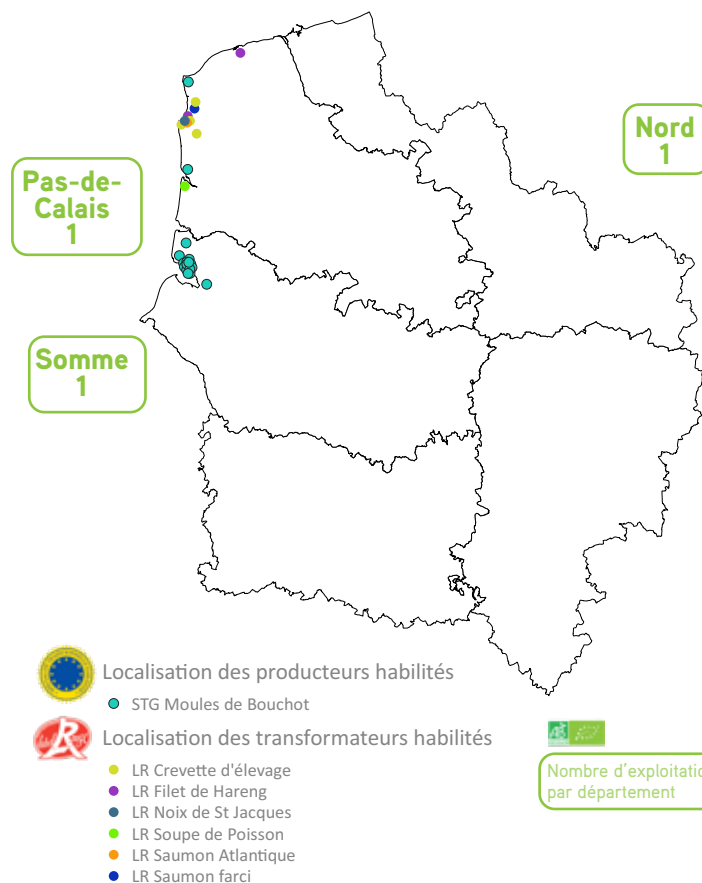 Nord
1
Pas-de-
Calais
1
Somme
1
Localisation des producteurs habilités
STG Moules de Bouchot
Localisation des transformateurs habilités
LR Crevette d'élevage
LR Filet de Hareng
LR Noix de St Jacques
LR Soupe de Poisson
LR Saumon Atlantique
LR Saumon farci
Nombre d'exploitatio
par département